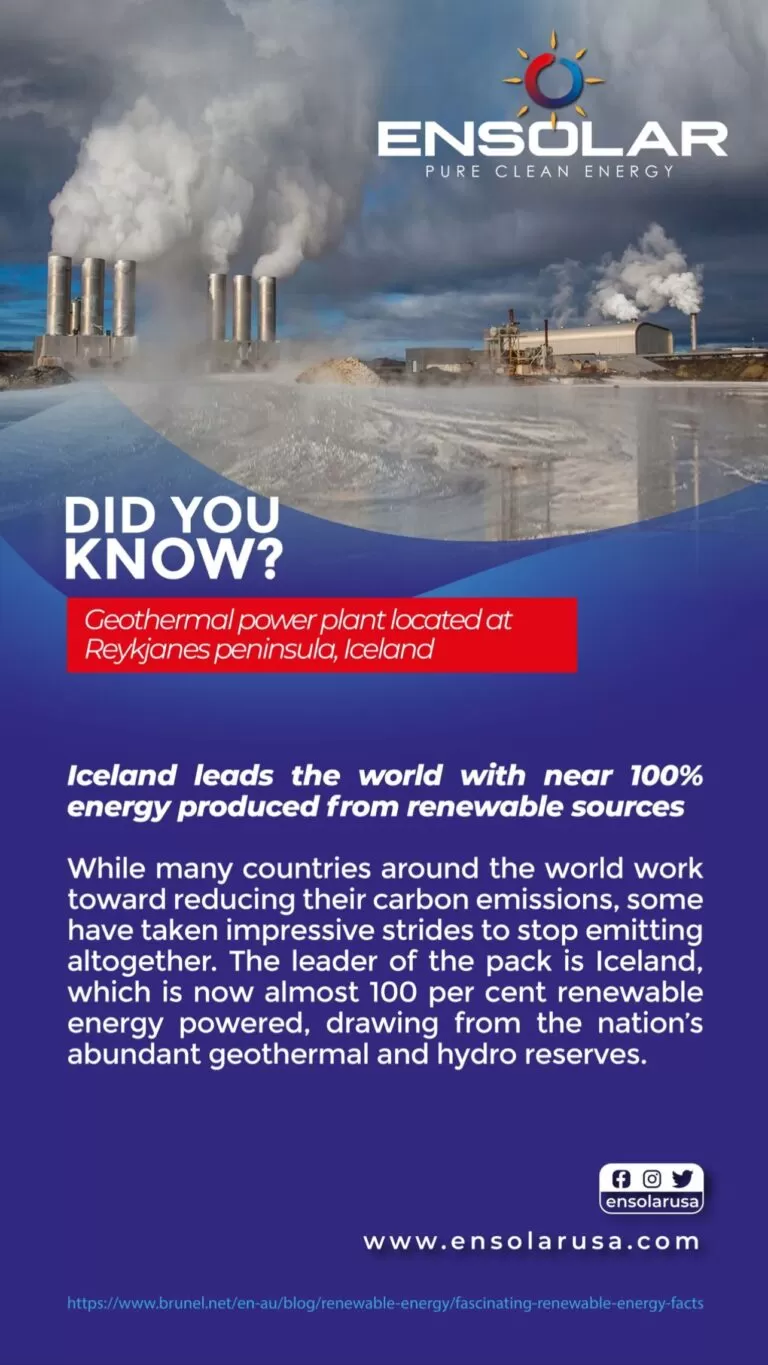 ENSOLAR
PURE CLEAN ENERGY
DID YOU
KNOW?
Geothermal power plant located at
Reykjanes peninsula, Iceland
Iceland leads the world with near 100%
energy produced from renewable sources
While many countries around the world work
toward reducing their carbon emissions, some
have taken impressive strides to stop emitting
altogether. The leader of the pack is Iceland,
which is now almost 100 per cent renewable
energy powered, drawing from the nation’s
abundant geothermal and hydro reserves.
ensolarusa
www.ensolarusa.com
https://www.brunel.net/en-au/blog/renewable-energy/fascinating-renewable-energy-facts